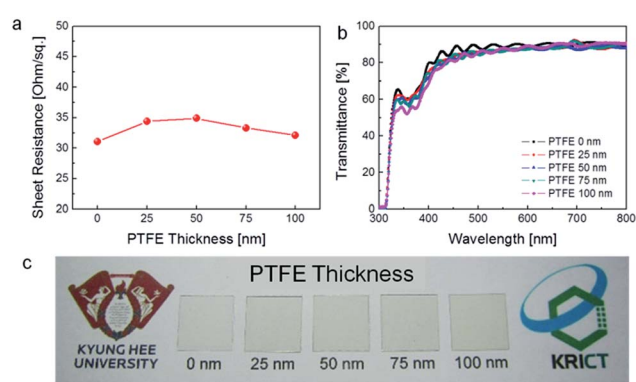 a
50
45
40
35
30
25
20
Sheet Resistance [Ohm/sq.]
0 25 50 75 100
PTFE Thickness [nm]
b
100
80
60
40
20
0
Transmittance [%]
PTFE 0 nm
PTFE 25 nm
PTFE 50 nm
PTFE 75 nm
PTFE 100 nm
300 400 500 600 700 800
Wavelength [nm]
c
PTFE Thickness
KYUNG HEE
UNIVERSITY
0 nm 25 nm 50 nm 75 nm 100 nm
KRICT